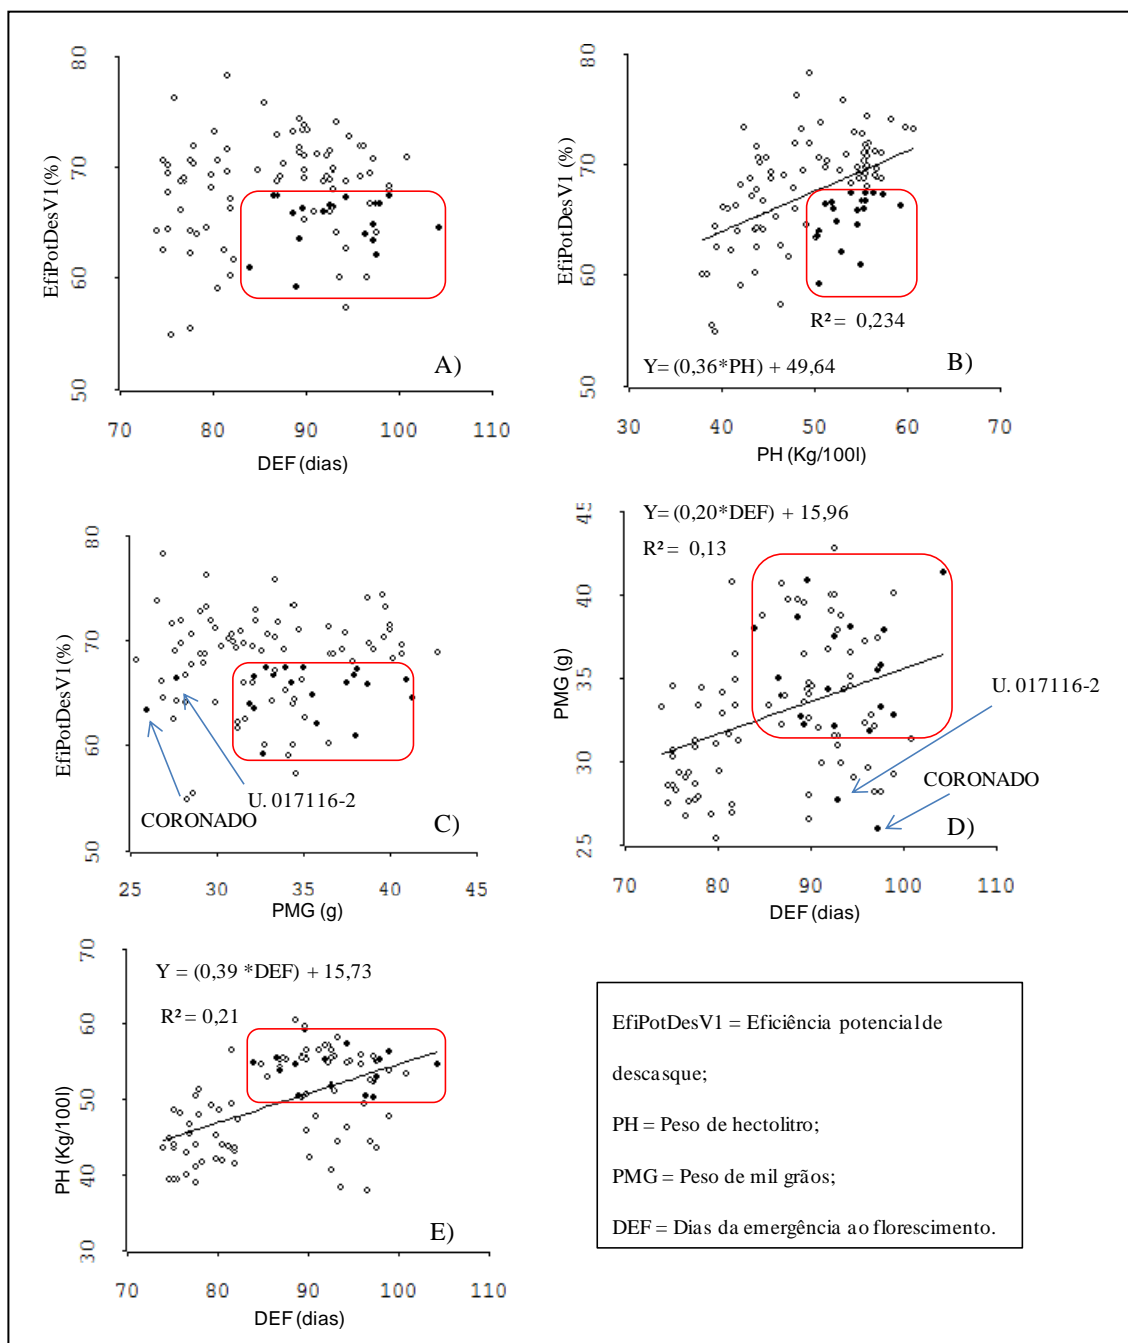 80
70
60
50
EfiPotDesV1(%)
A)
70 80 90 100 110
DEF (dias)
80
70
60
50
EfiPotDesV1(%)
R² = 0,234
Y= (0,36*PH) + 49,64
B)
30 40 50 60 70
PH (Kg/100l)
80
70
60
50
EfiPotDesV1(%)
U. 017116-2
CORONADO
C)
25 30 35 40 45
PMG (g)
Y= (0,20*DEF) + 15,96
R² = 0,13
45
40
35
30
25
PMG (g)
U. 017116-2
CORONADO
D)
70 80 90 100 110
DEF (dias)
70
60
50
40
30
PH (Kg/100l)
Y = (0,39 *DEF) + 15,73
R² = 0,21
E)
70 80 90 100 110
DEF (dias)
EfiPotDesV1 = Eficiência potencial de
descasque;
PH = Peso de hectolitro;
PMG = Peso de mil grãos;
DEF = Dias da emergência ao florescimento.